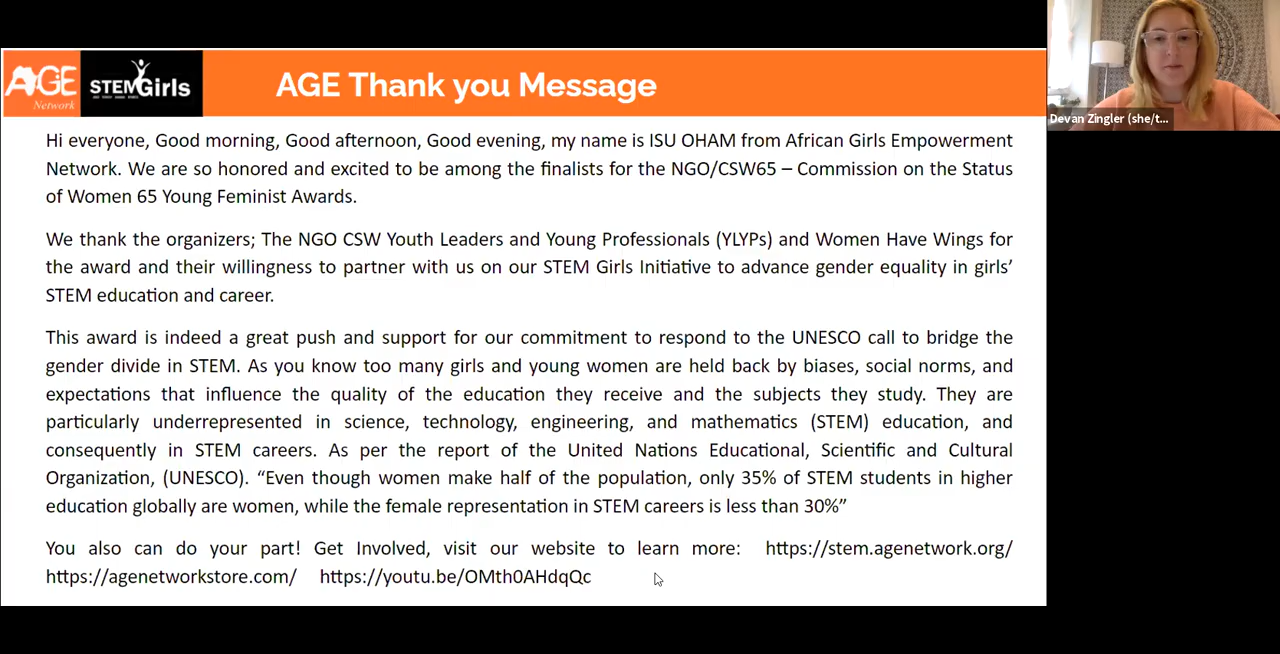 AGE
Network
STEMGirls
AGE Thank you Message
Devan Zingler (she/t...
Hi everyone, Good morning, Good afternoon, Good evening, my name is ISU OHAM from African Girls Empowerment
Network. We are so honored and excited to be among the finalists for the NGO/CSW65 – Commission on the Status
of Women 65 Young Feminist Awards.
We thank the organizers; The NGO CSW Youth Leaders and Young Professionals (YLYPs) and Women Have Wings for
the award and their willingness to partner with us on our STEM Girls Initiative to advance gender equality in girls’
STEM education and career.
This award is indeed a great push and support for our commitment to respond to the UNESCO call to bridge the
gender divide in STEM. As you know too many girls and young women are held back by biases, social norms, and
expectations that influence the quality of the education they receive and the subjects they study. They are
particularly underrepresented in science, technology, engineering, and mathematics (STEM) education, and
consequently in STEM careers. As per the report of the United Nations Educational, Scientific and Cultural
Organization, (UNESCO). “Even though women make half of the population, only 35% of STEM students in higher
education globally are women, while the female representation in STEM careers is less than 30%”
You also can do your part! Get Involved, visit our website to learn more: https://stem.agenetwork.org/
https://agenetworkstore.com/ https://youtu.be/OMth0AHdqQc